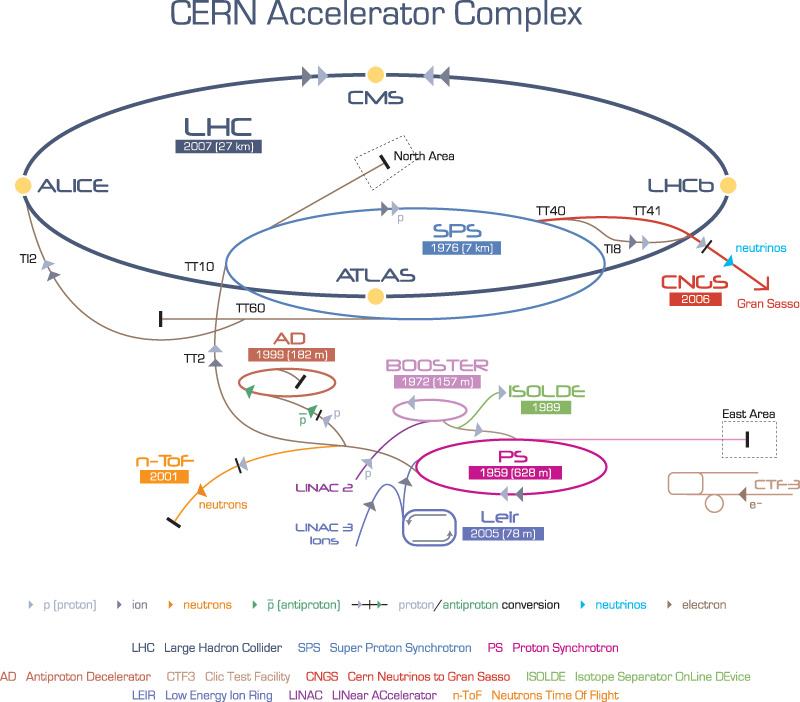 CERN Accelerator Complex
CMS
LHC
2007 (27 km)
North Area
ALICE
LHCb
TT40
TT41
p
SPS
1976 (7 km)
TI8
neutrinos
TI2
TT10
ATLAS
CNGS
2006
Gran Sasso
TT60
AD
1999 (182 m)
TT2
BOOSTER
1972 (157 m)
ISOLDE
1989
p̅
p
East Area
n-ToF
2001
PS
1959 (628 m)
p
LINAC 2
neutrons
CTF-3
e-
LINAC 3
Ions
Leir
2005 (78 m)
p [proton] ion neutrons p̅ [antiproton] proton/antiproton conversion neutrinos electron
LHC Large Hadron Collider SPS Super Proton Synchrotron PS Proton Synchrotron
AD Antiproton Decelerator CTF3 Clic Test Facility CNGS Cern Neutrinos to Gran Sasso ISOLDE Isotope Separator OnLine DEvice
LEIR Low Energy Ion Ring LINAC LINear ACcelerator n-ToF Neutrons Time Of Flight